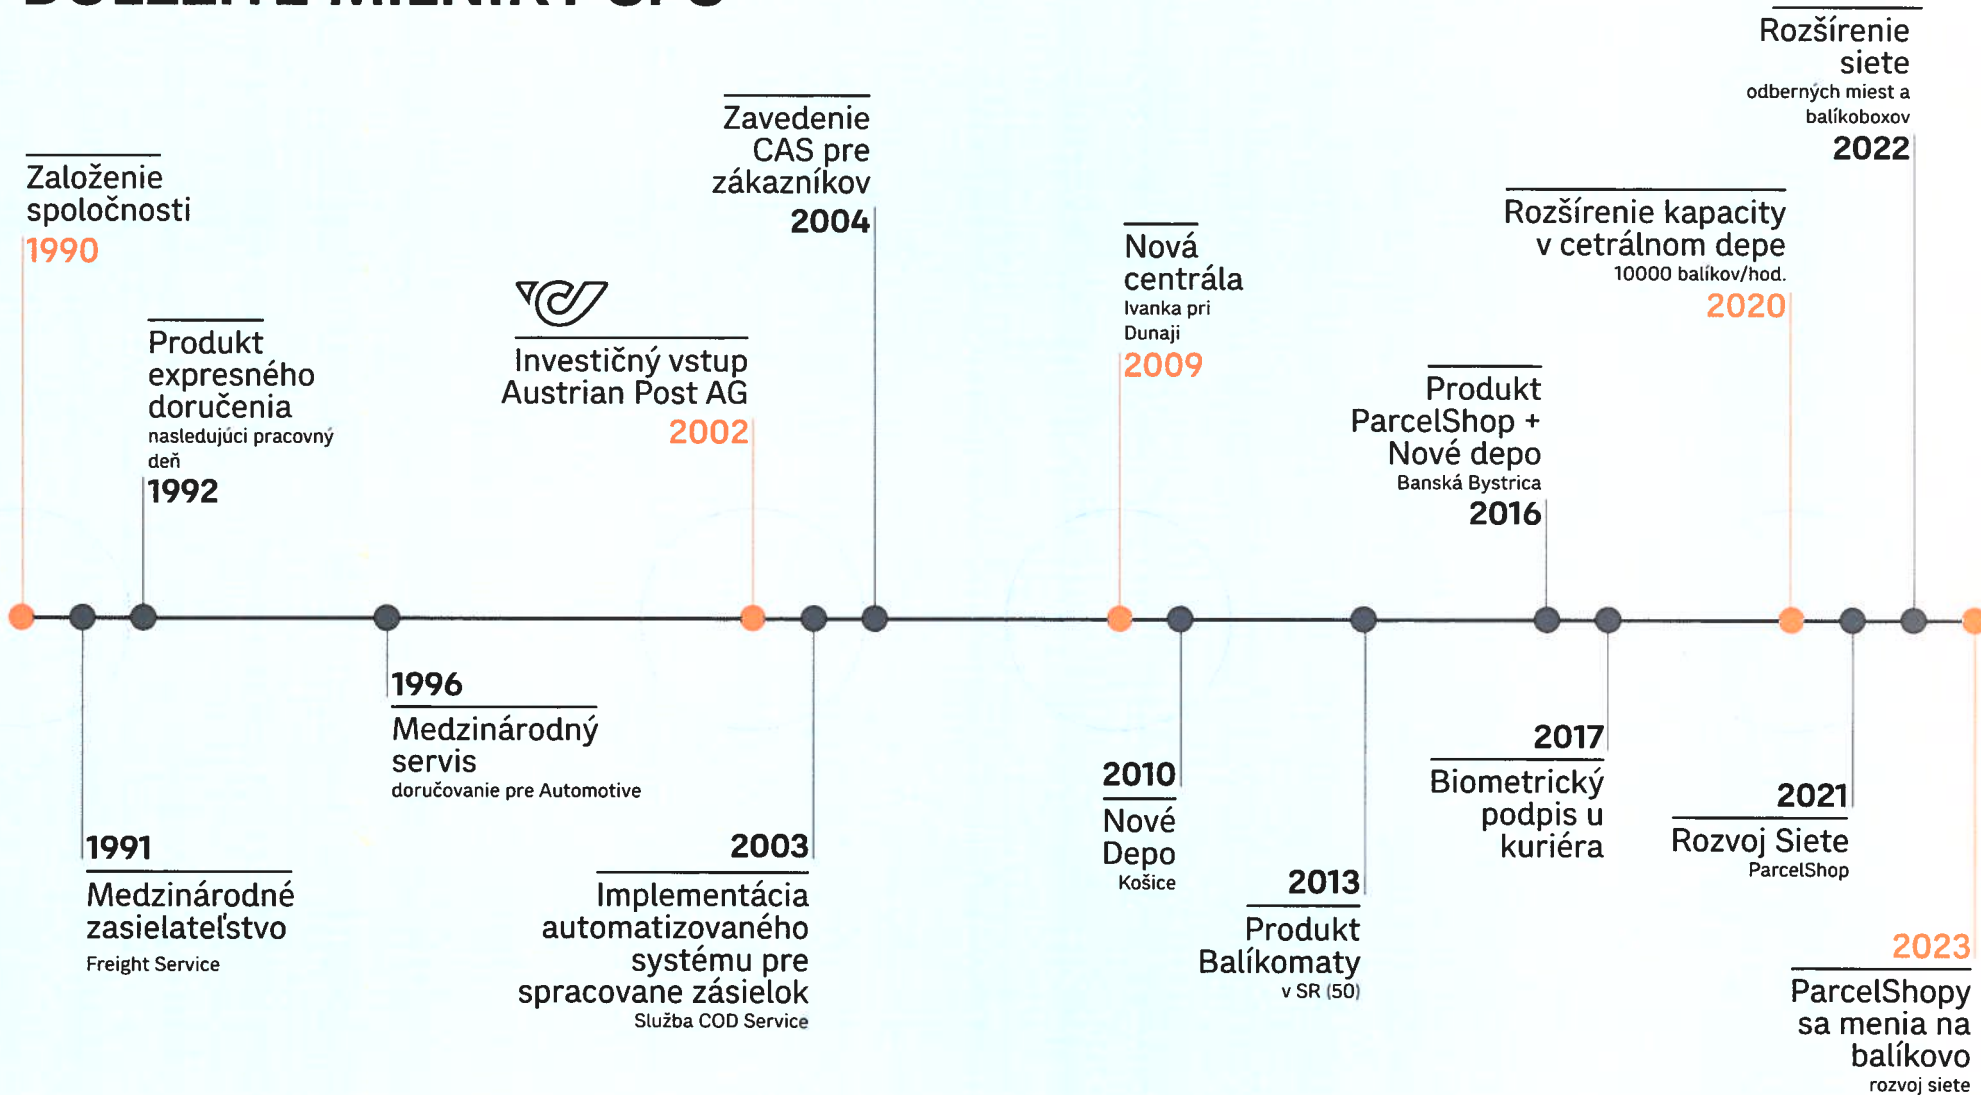 Založenie
spoločnosti
1990
1991
Medzinárodné
zasielateľstvo
Freight Service
Produkt
expresného
doručenia
nasledujúci pracovný
deň
1992
1996
Medzinárodný
servis
doručovanie pre Automotive
Investičný vstup
Austrian Post AG
2002
2003
Implementácia
automatizovaného
systému pre
spracovane zásielok
Služba COD Service
Zavedenie
CAS pre
zákazníkov
2004
Nová
centrála
Ivanka pri
Dunaji
2009
2010
Nové
Depo
Košice
2013
Produkt
Balíkomaty
v SR (50)
Produkt
ParcelShop +
Nové depo
Banská Bystrica
2016
2017
Biometrický
podpis u
kuriéra
Rozšírenie kapacity
v cetrálnom depe
10000 balíkov/hod.
2020
2021
Rozvoj Siete
ParcelShop
Rozšírenie
siete
odberných miest a
balíkoboxov
2022
2023
ParcelShopy
sa menia na
balíkovo
rozvoj siete